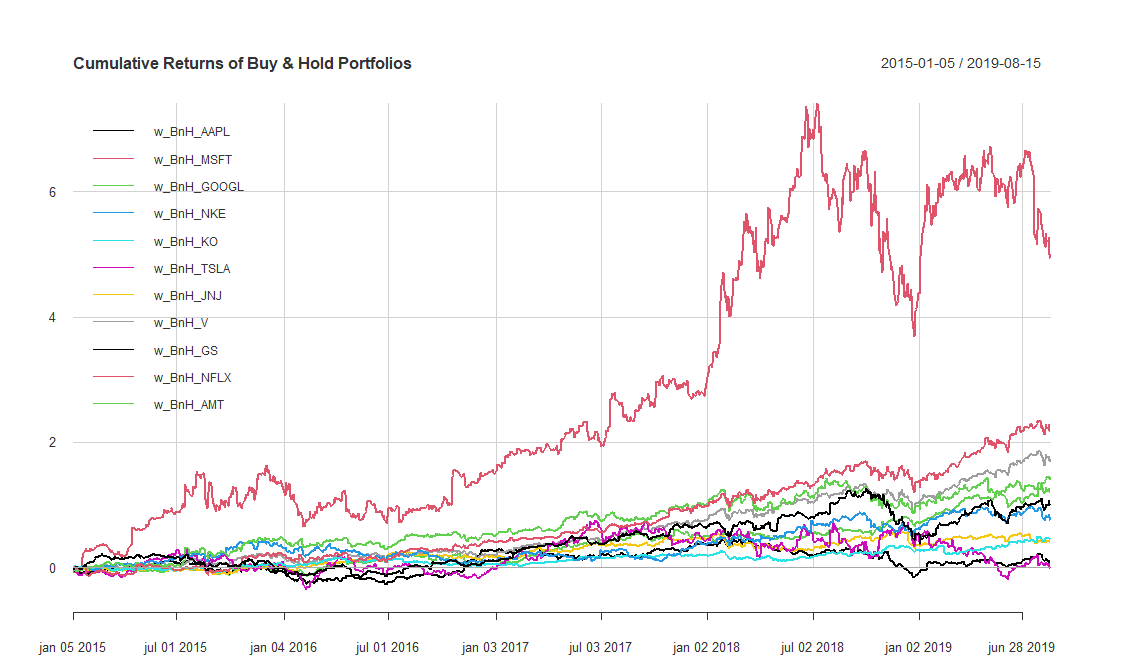 Cumulative Returns of Buy & Hold Portfolios
2015-01-05 / 2019-08-15
w_BnH_AAPL
w_BnH_MSFT
w_BnH_GOOGL
w_BnH_NKE
w_BnH_KO
w_BnH_TSLA
w_BnH_JNJ
w_BnH_V
w_BnH_GS
w_BnH_NFLX
w_BnH_AMT
6
4
2
0
jan 05 2015 jul 01 2015 jan 04 2016 jul 01 2016 jan 03 2017 jul 03 2017 jan 02 2018 jul 02 2018 jan 02 2019 jun 28 2019